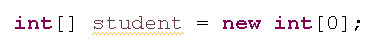 int[] student = new int[0];